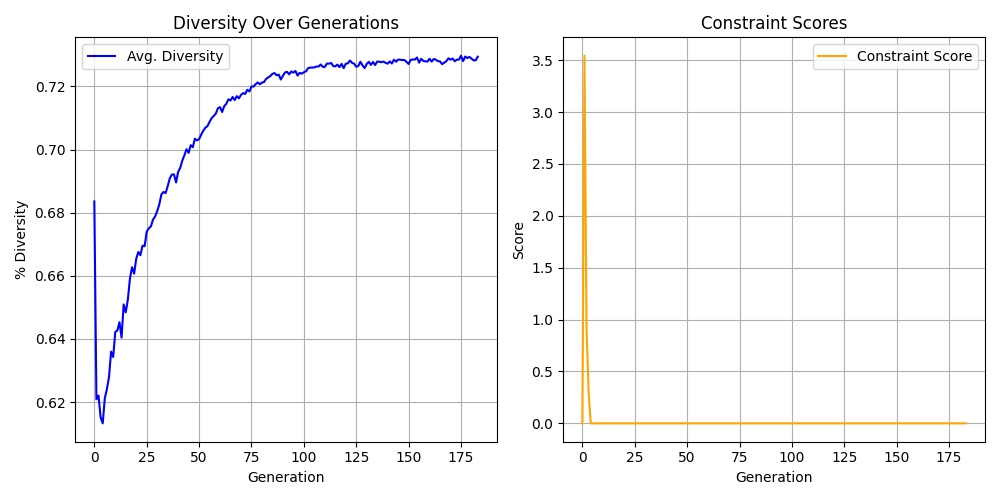 Diversity Over Generations
Avg. Diversity
% Diversity
0.72
0.70
0.68
0.66
0.64
0.62
0 25 50 75 100 125 150 175
Generation
Constraint Scores
Constraint Score
Score
3.5
3.0
2.5
2.0
1.5
1.0
0.5
0.0
0 25 50 75 100 125 150 175
Generation